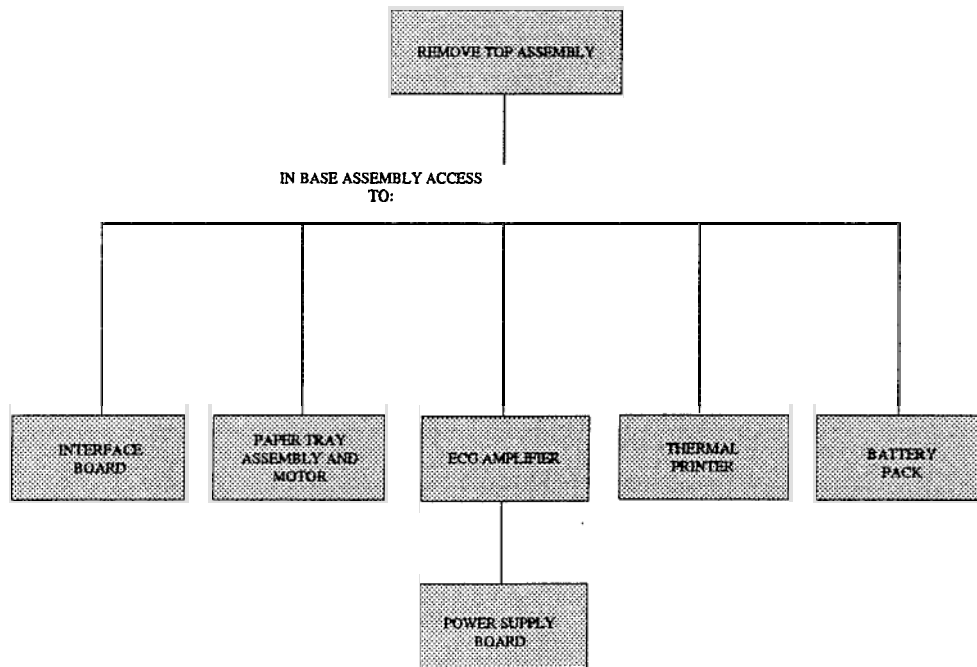 REMOVE TOP ASSEMBLY
IN BASE ASSEMBLY ACCESS
TO:
INTERFACE
BOARD
PAPER TRAY
ASSEMBLY AND
MOTOR
ECG AMPLIFIER
THERMAL
PRINTER
BATTERY
PACK
POWER SUPPLY
BOARD